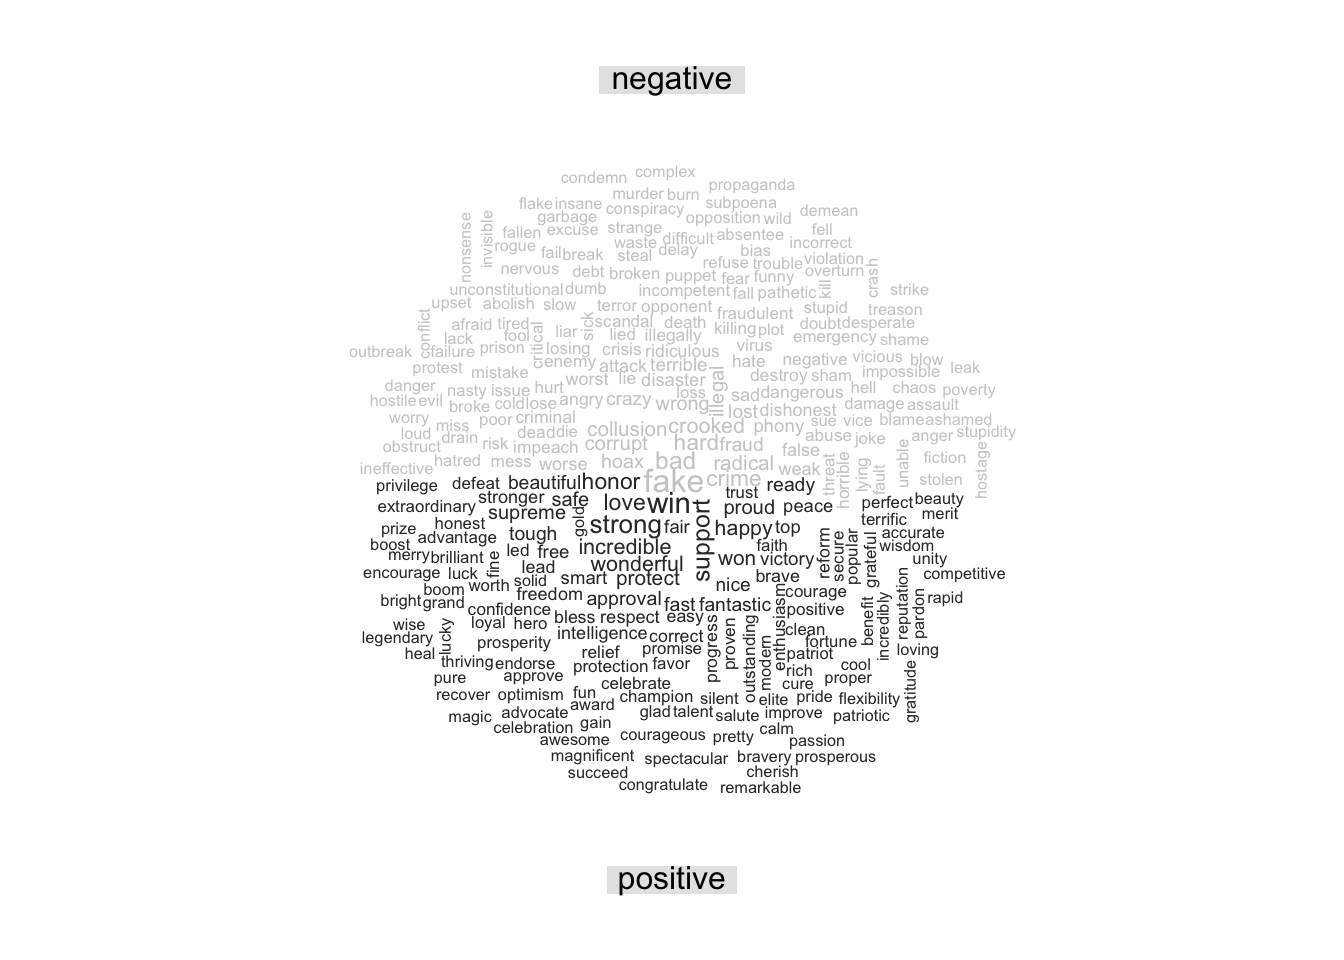 negative
condemn complex
propaganda
murder burn
flake insane conspiracy subpoena
garbage opposition wild demean
nonsense invisible fallen excuse strange absentee fell
rogue waste difficult bias incorrect
fail break steal delay
nervous debt broken puppet refuse trouble violation
fear funny overturn crash
unconstitutional dumb incompetent fall pathetic kill strike
upset abolish slow terror opponent stupid treason
conflict afraid tired sick scandal death fraudulent doubt desperate
lack fool liar lied illegally killing plot emergency shame
outbreak failure prison critical losing crisis ridiculous virus
enemy hate negative vicious blow
protest mistake attack terrible destroy sham impossible leak
danger nasty issue hurt worst lie disaster illegal loss sad dangerous hell chaos poverty
hostile evil broke cold lose angry crazy wrong lost dishonest damage assault
worry miss poor criminal collusion crooked phony sue vice blame ashamed
loud drain risk dead die corrupt hard fraud abuse joke anger stupidity
obstruct impeach false unable fiction
ineffective hatred mess worse hoax bad radical weak threat horrible lying fault stolen hostage
fake crime
privilege defeat beautiful honor ready
extraordinary stronger safe love win trust proud peace perfect beauty
supreme gold terrific merit
prize honest strong fair support happy top accurate
boost advantage tough incredible faith reform secure popular grateful wisdom
merry brilliant fine led free wonderful won victory unity
encourage luck lead smart protect nice brave competitive
boom worth solid freedom courage
bright grand confidence approval fast fantastic positive enthusiasm benefit incredibly reputation pardon rapid
wise lucky loyal hero bless respect easy clean
legendary prosperity intelligence correct progress proven outstanding modern fortune
heal relief promise patriot loving
thriving endorse protection favor rich cool
pure approve celebrate cure proper gratitude
recover optimism fun champion silent elite pride flexibility
award
magic advocate gain glad talent salute improve patriotic
celebration courageous pretty calm
awesome passion
magnificent spectacular bravery prosperous
succeed cherish
congratulate remarkable
positive